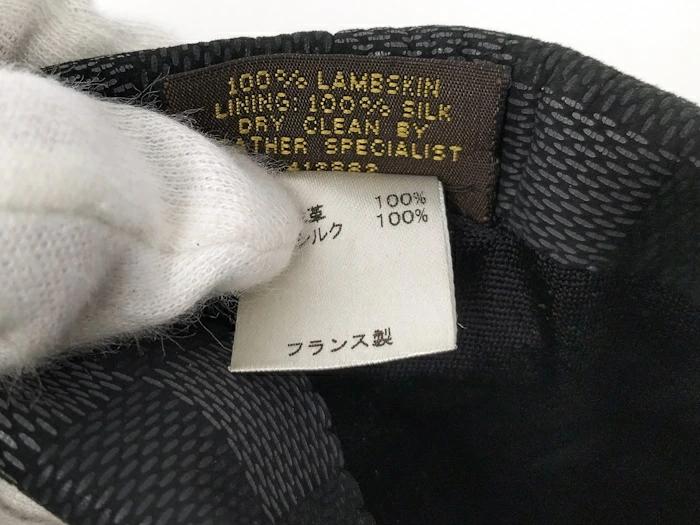 100% LAMBSKIN
LINING: 100% SILK
DRY CLEAN BY
EATHER SPECIALIST
革 100%
シルク 100%
フランス製